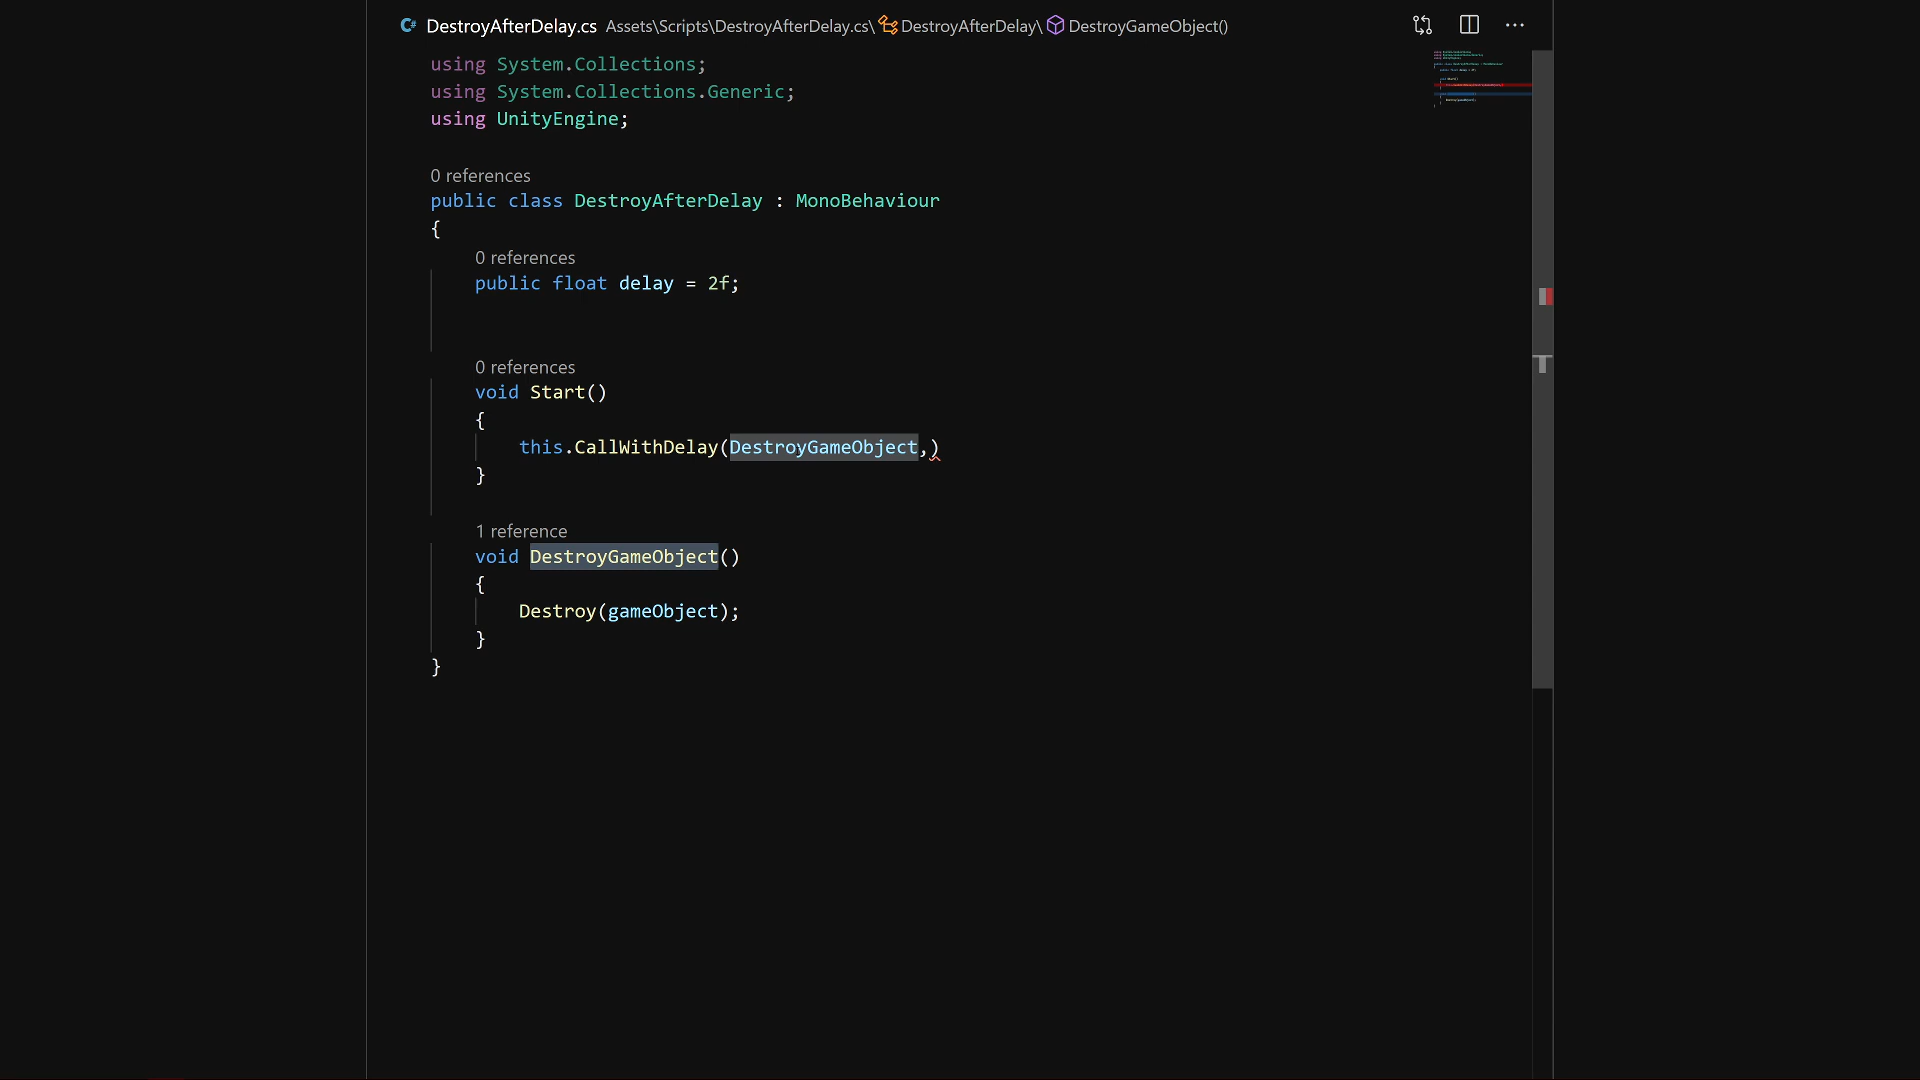 DestroyAfterDelay.cs Assets\Scripts\DestroyAfterDelay.cs\ DestroyAfterDelay\ DestroyGameObject()
using System.Collections;
using System.Collections.Generic;
using UnityEngine;
0 references
public class DestroyAfterDelay : MonoBehaviour
{
0 references
public float delay = 2f;
0 references
void Start()
{
this.CallWithDelay(DestroyGameObject,)
}
1 reference
void DestroyGameObject()
{
Destroy(gameObject);
}
}